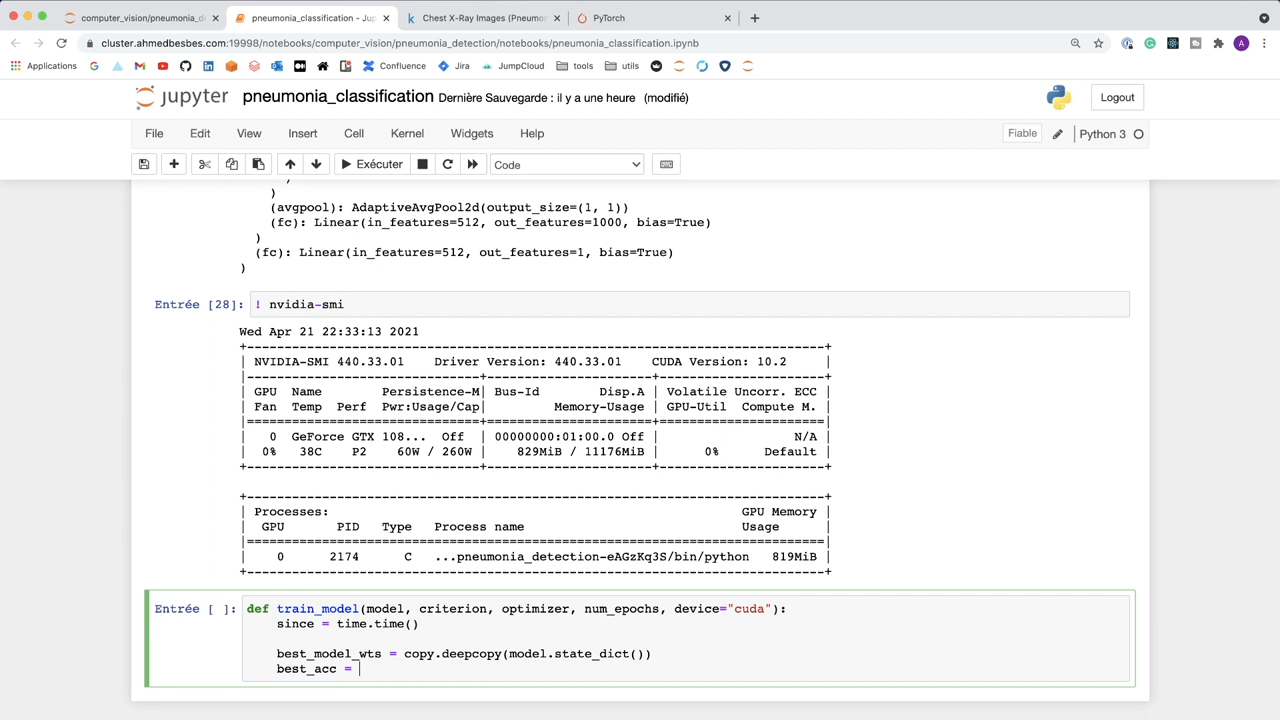 computer_vision/pneumonia_d
pneumonia_classification - Jup
Chest X-Ray Images (Pneumon
PyTorch
cluster.ahmedbesbes.com:19998/notebooks/computer_vision/pneumonia_detection/notebooks/pneumonia_classification.ipynb
A
Applications
Confluence
Jira
JumpCloud
tools
utils
jupyter pneumonia_classification Dernière Sauvegarde : il y a une heure (modifié)
Logout
File Edit View Insert Cell Kernel Widgets Help
Fiable
Python 3
Exécuter
Code
)
)
(avgpool): AdaptiveAvgPool2d(output_size=(1, 1))
(fc): Linear(in_features=512, out_features=1000, bias=True)
)
(fc): Linear(in_features=512, out_features=1, bias=True)
)
Entrée [28]: ! nvidia-smi
Wed Apr 21 22:33:13 2021
+-----------------------------------------------------------------------------+
| NVIDIA-SMI 440.33.01    Driver Version: 440.33.01    CUDA Version: 10.2     |
|-------------------------------+----------------------+----------------------+
| GPU  Name        Persistence-M| Bus-Id        Disp.A | Volatile Uncorr. ECC |
| Fan  Temp  Perf  Pwr:Usage/Cap|         Memory-Usage | GPU-Util  Compute M. |
|===============================+======================+======================|
|   0  GeForce GTX 108...  Off  | 00000000:01:00.0 Off |                  N/A |
|  0%   38C    P2    60W / 260W |    829MiB / 11176MiB |      0%      Default |
+-------------------------------+----------------------+----------------------+
+-----------------------------------------------------------------------------+
| Processes:                                                       GPU Memory |
|  GPU       PID   Type   Process name                             Usage      |
|=============================================================================|
|    0      2174      C   ...pneumonia_detection-eAGzKq3S/bin/python   819MiB |
+-----------------------------------------------------------------------------+
Entrée [ ]: def train_model(model, criterion, optimizer, num_epochs, device="cuda"):
since = time.time()
best_model_wts = copy.deepcopy(model.state_dict())
best_acc =